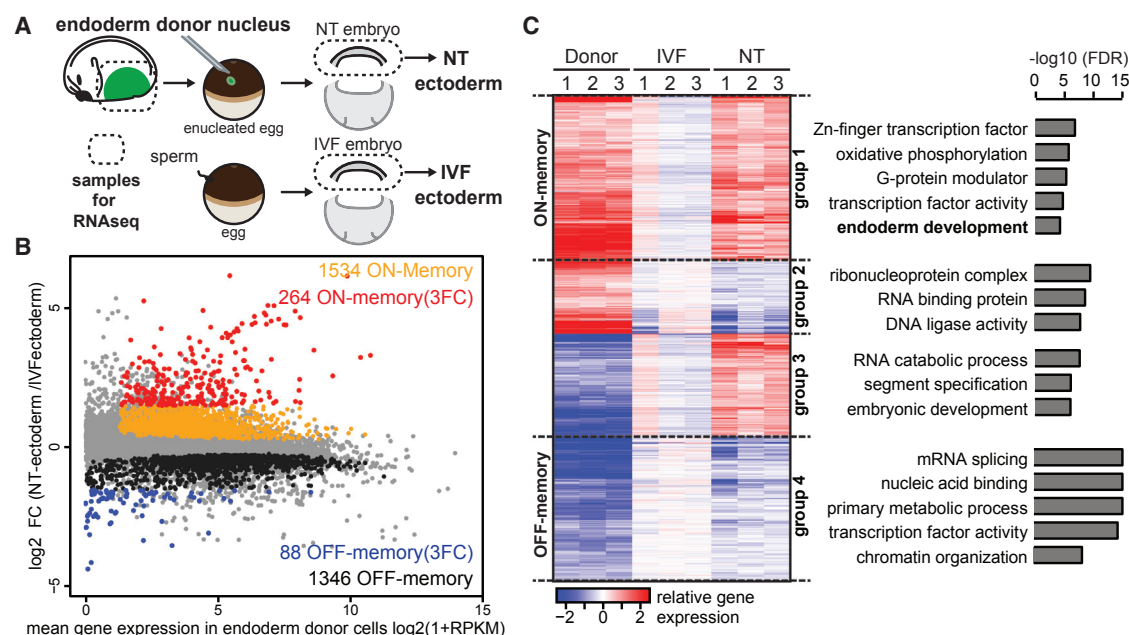 A
endoderm donor nucleus
enucleated egg
NT embryo
NT
ectoderm
samples
for
RNAseq
sperm
egg
IVF embryo
IVF
ectoderm
B
log2 FC (NT-ectoderm /IVFectoderm)
5
0
−5
1534 ON-Memory
264 ON-memory(3FC)
88 OFF-memory(3FC)
1346 OFF-memory
0 5 10 15
mean gene expression in endoderm donor cells log2(1+RPKM)
C
Donor IVF NT
1 2 3 1 2 3 1 2 3
ON-memory
OFF-memory
group 1
group 2
group 3
group 4
−2 0 2
relative gene
expression
-log10 (FDR)
0 5 10 15
Zn-finger transcription factor
oxidative phosphorylation
G-protein modulator
transcription factor activity
endoderm development
ribonucleoprotein complex
RNA binding protein
DNA ligase activity
RNA catabolic process
segment specification
embryonic development
mRNA splicing
nucleic acid binding
primary metabolic process
transcription factor activity
chromatin organization